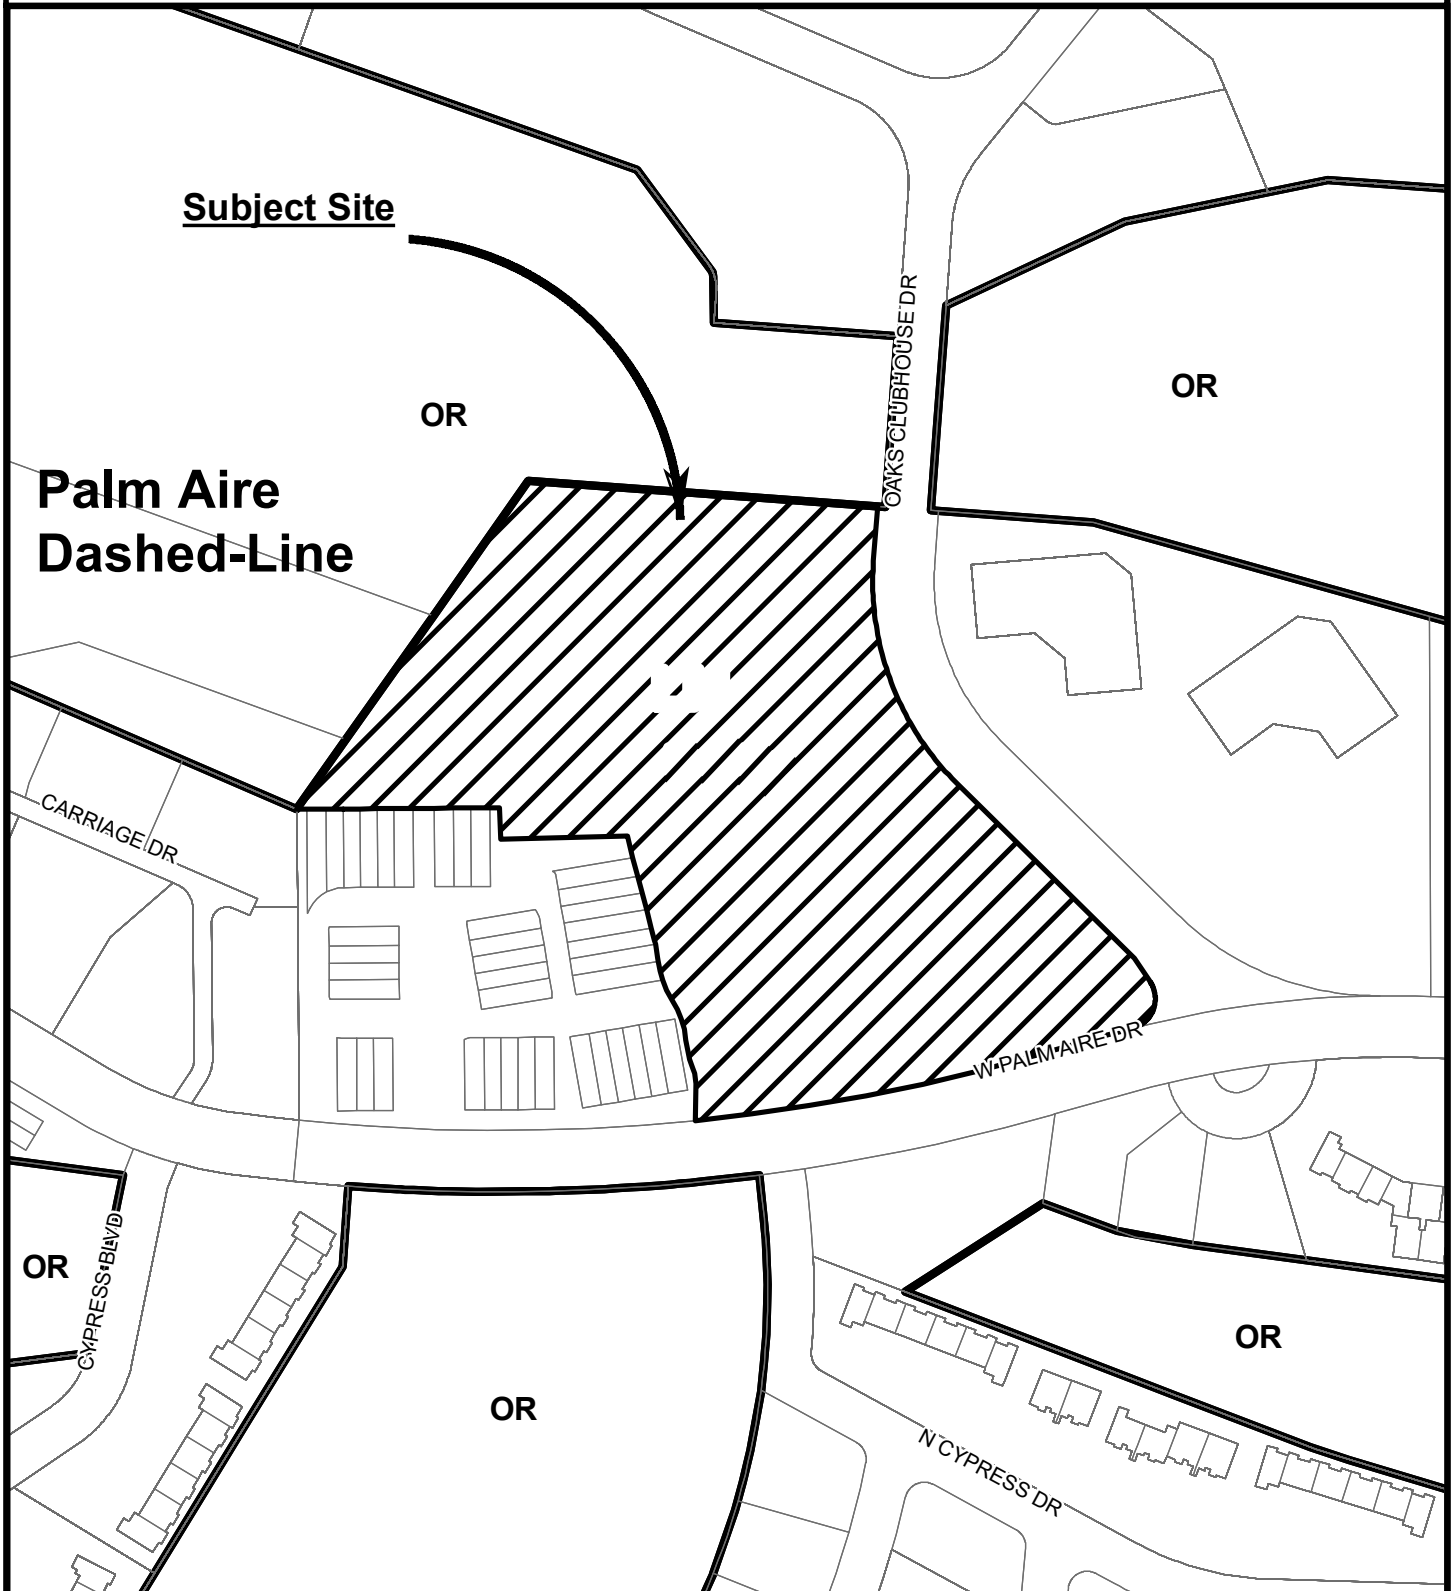 Subject Site
OAKS CLUBHOUSE DR
OR
OR
Palm Aire
Dashed-Line
CARRIAGE DR
W PALM AIRE DR
CYPRESS BLVD
OR
OR
OR
N CYPRESS DR